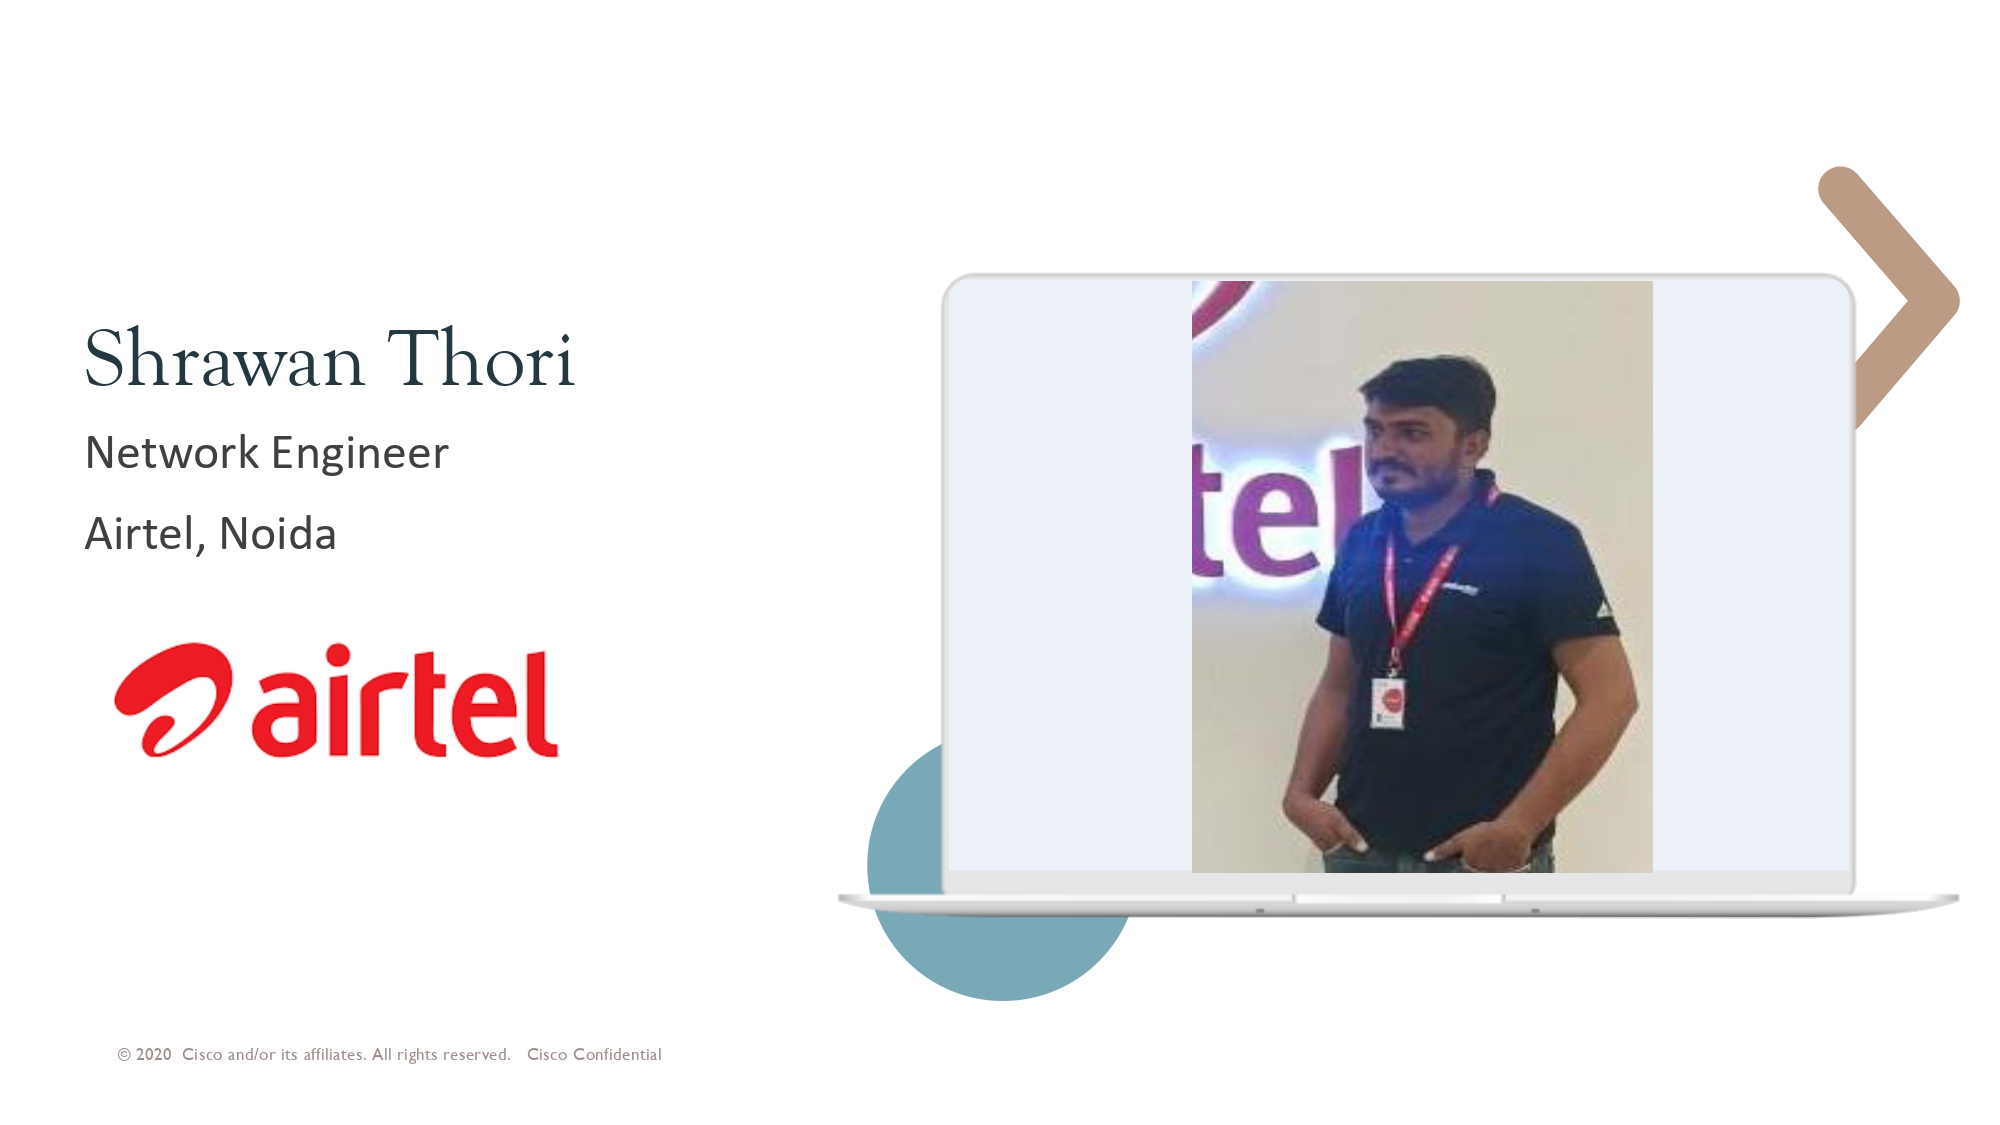 Shrawan Thori
Network Engineer
Airtel, Noida
airtel
tel
© 2020 Cisco and/or its affiliates. All rights reserved. Cisco Confidential